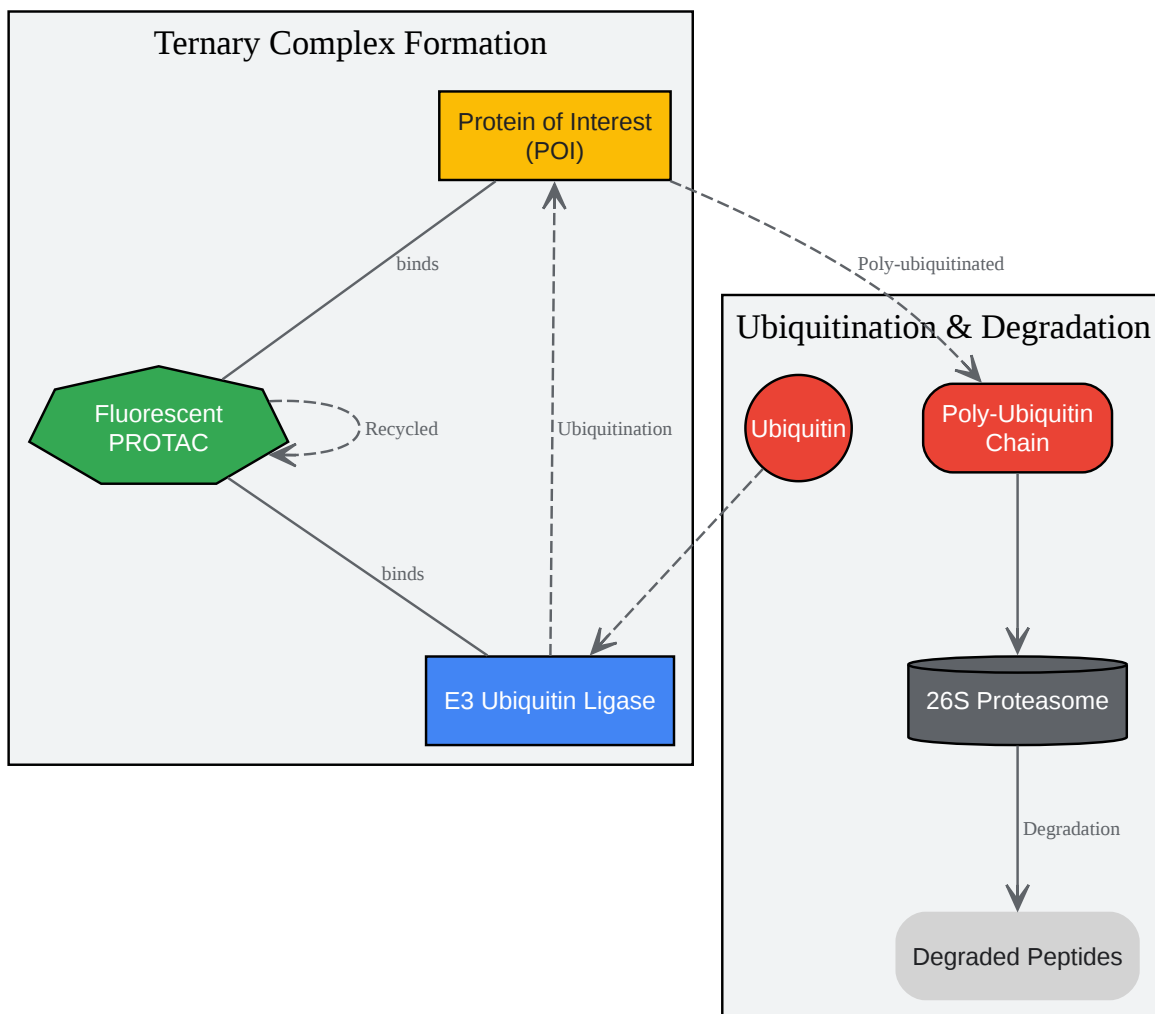 Ternary Complex Formation
Protein of Interest
(POI)
binds
Poly-ubiquitinated
Ubiquitination & Degradation
Fluorescent
PROTAC
Recycled
Ubiquitination
Ubiquitin
Poly-Ubiquitin
Chain
binds
E3 Ubiquitin Ligase
26S Proteasome
Degradation
Degraded Peptides